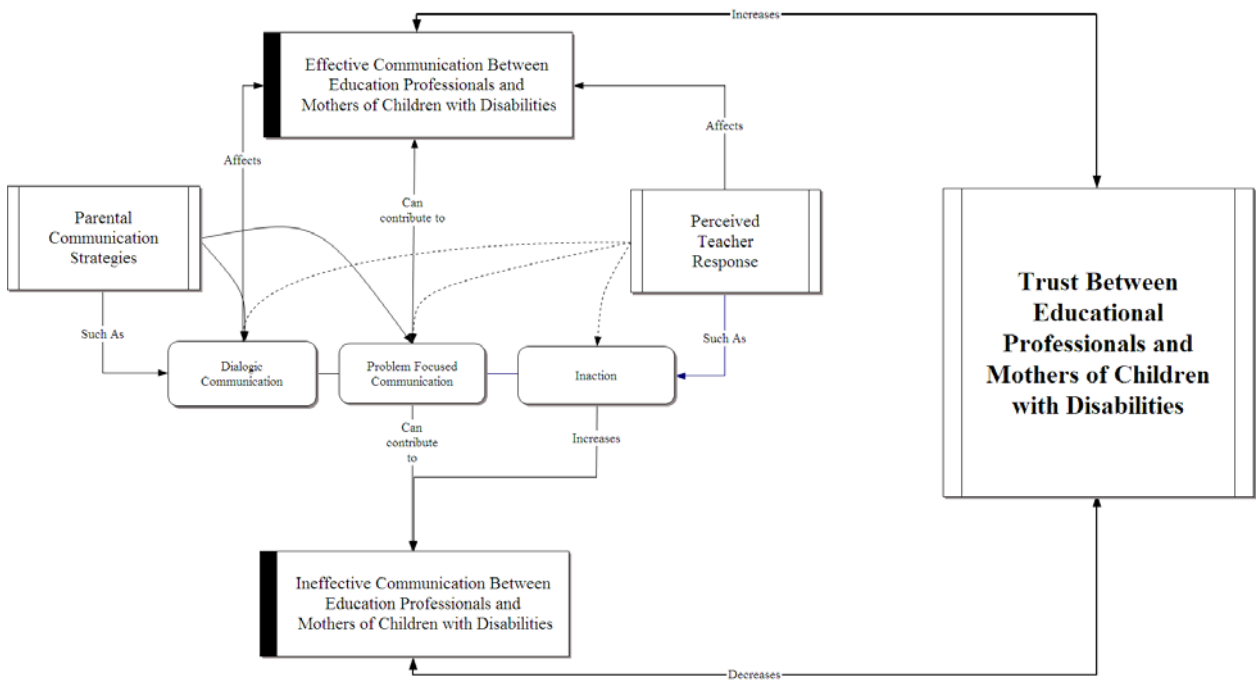 Increases
Effective Communication Between
Education Professionals and
Mothers of Children with Disabilities
Affects
Affects
Parental
Communication
Strategies
Can
contribute to
Perceived
Teacher
Response
Trust Between
Educational
Professionals and
Mothers of Children
with Disabilities
Such As
Such As
Dialogic
Communication
Problem Focused
Communication
Inaction
Can
contribute
to
Increases
Ineffective Communication Between
Education Professionals and
Mothers of Children with Disabilities
Decreases